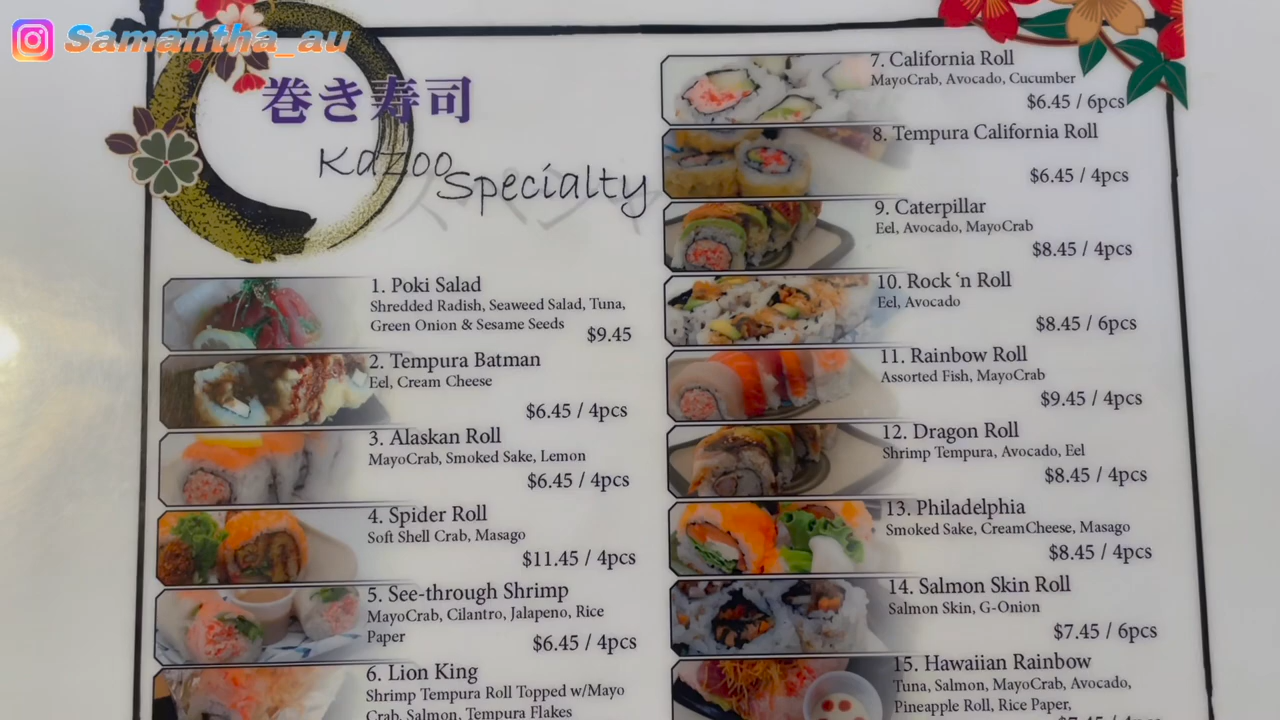 Samantha_au
巻き寿司
Kazoo Specialty
1. Poki Salad
Shredded Radish, Seaweed Salad, Tuna,
Green Onion & Sesame Seeds
$9.45
2. Tempura Batman
Eel, Cream Cheese
$6.45 / 4pcs
3. Alaskan Roll
MayoCrab, Smoked Sake, Lemon
$6.45 / 4pcs
4. Spider Roll
Soft Shell Crab, Masago
$11.45 / 4pcs
5. See-through Shrimp
MayoCrab, Cilantro, Jalapeno, Rice
Paper
$6.45 / 4pcs
6. Lion King
Shrimp Tempura Roll Topped w/Mayo
Crab, Salmon, Tempura Flakes
7. California Roll
MayoCrab, Avocado, Cucumber
$6.45 / 6pcs
8. Tempura California Roll
$6.45 / 4pcs
9. Caterpillar
Eel, Avocado, MayoCrab
$8.45 / 4pcs
10. Rock ‘n Roll
Eel, Avocado
$8.45 / 6pcs
11. Rainbow Roll
Assorted Fish, MayoCrab
$9.45 / 4pcs
12. Dragon Roll
Shrimp Tempura, Avocado, Eel
$8.45 / 4pcs
13. Philadelphia
Smoked Sake, CreamCheese, Masago
$8.45 / 4pcs
14. Salmon Skin Roll
Salmon Skin, G-Onion
$7.45 / 6pcs
15. Hawaiian Rainbow
Tuna, Salmon, MayoCrab, Avocado,
Pineapple Roll, Rice Paper,